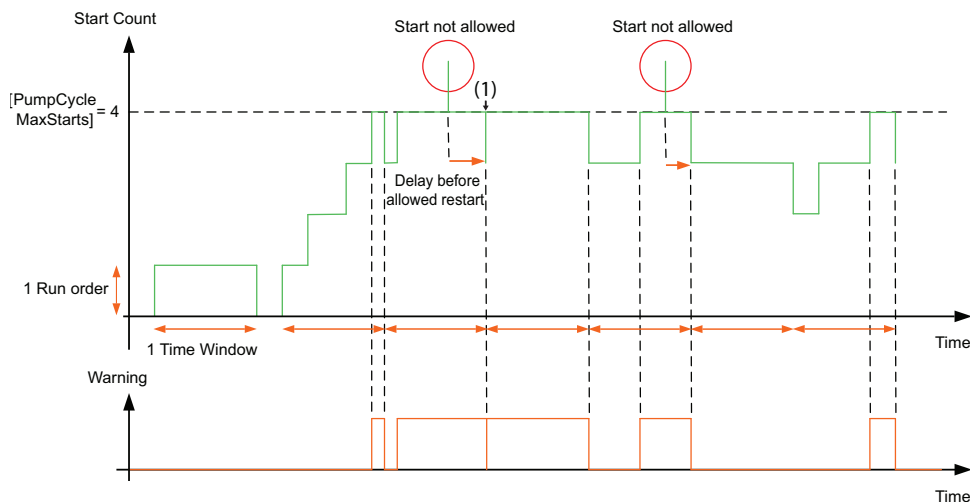 Start Count
Start not allowed
Start not allowed
(1)
[PumpCycle
MaxStarts] = 4
Delay before
allowed restart
1 Run order
1 Time Window
Time
Warning
Time